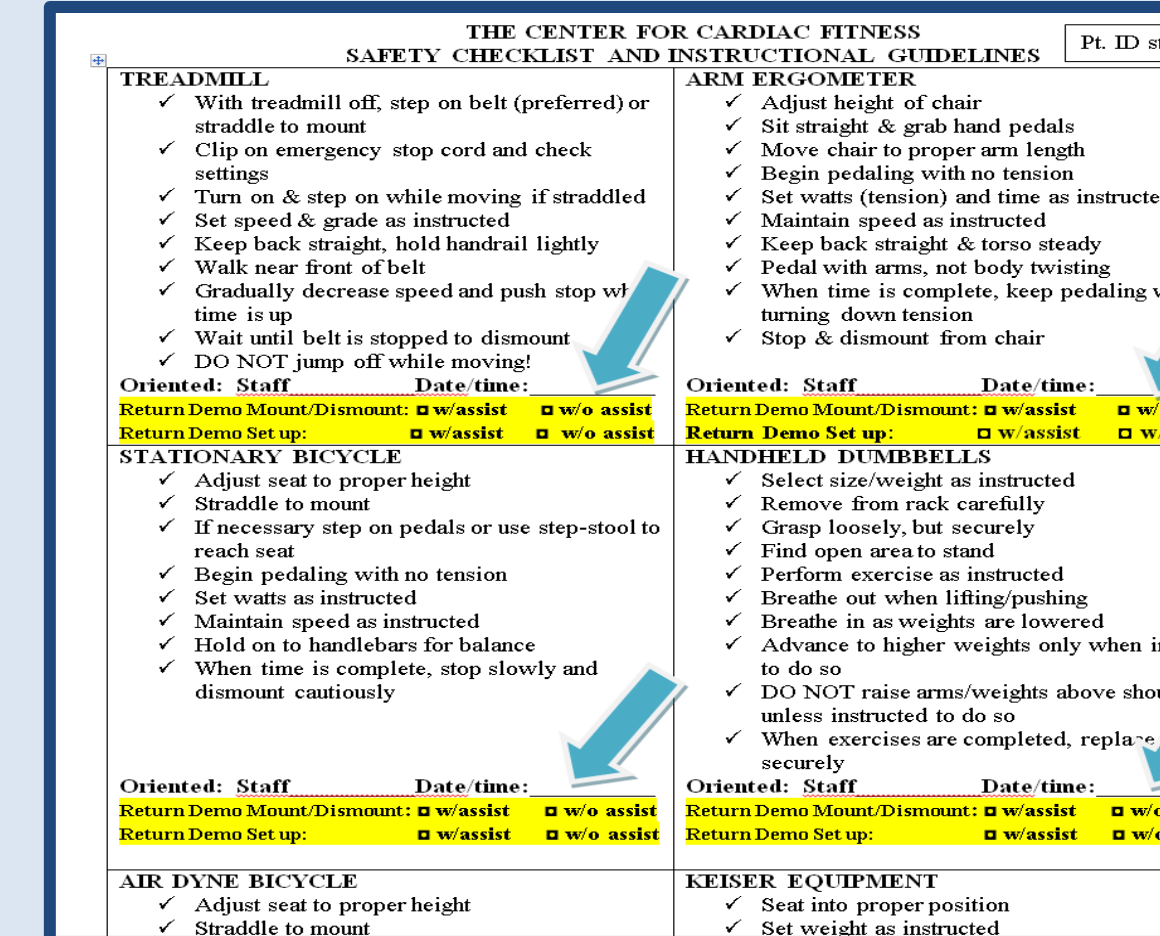 THE CENTER FOR CARDIAC FITNESS
SAFETY CHECKLIST AND INSTRUCTIONAL GUIDELINES
Pt. ID
TREADMILL
✓ With treadmill off, step on belt (preferred) or
straddle to mount
✓ Clip on emergency stop cord and check
settings
✓ Turn on & step on while moving if straddled
✓ Set speed & grade as instructed
✓ Keep back straight, hold handrail lightly
✓ Walk near front of belt
✓ Gradually decrease speed and push stop
time is up
✓ Wait until belt is stopped to dismount
✓ DO NOT jump off while moving!
Oriented: Staff________ Date/time:________
Return Demo Mount/Dismount: □ w/assist □ w/o assist
Return Demo Set up: □ w/assist □ w/o assist
ARM ERGOMETER
✓ Adjust height of chair
✓ Sit straight & grab hand pedals
✓ Move chair to proper arm length
✓ Begin pedaling with no tension
✓ Set watts (tension) and time as
✓ Maintain speed as instructed
✓ Keep back straight & torso steady
✓ Pedal with arms, not body twisting
✓ When time is complete, keep pedaling
turning down tension
✓ Stop & dismount from chair
Oriented: Staff________ Date/time:____
Return Demo Mount/Dismount: □ w/assist □
Return Demo Set up: □ w/assist □
STATIONARY BICYCLE
✓ Adjust seat to proper height
✓ Straddle to mount
✓ If necessary step on pedals or use step-stool to
reach seat
✓ Begin pedaling with no tension
✓ Set watts as instructed
✓ Maintain speed as instructed
✓ Hold on to handlebars for balance
✓ When time is complete, stop slowly and
dismount cautiously
Oriented: Staff________ Date/time:________
Return Demo Mount/Dismount: □ w/assist □ w/o assist
Return Demo Set up: □ w/assist □ w/o assist
HANDHELD DUMBBELLS
✓ Select size/weight as instructed
✓ Remove from rack carefully
✓ Grasp loosely, but securely
✓ Find open area to stand
✓ Perform exercise as instructed
✓ Breathe out when lifting/pushing
✓ Breathe in as weights are lowered
✓ Advance to higher weights only when
to do so
✓ DO NOT raise arms/weights above
unless instructed to do so
✓ When exercises are completed,
securely
Oriented: Staff________ Date/time:____
Return Demo Mount/Dismount: □ w/assist □
Return Demo Set up: □ w/assist □
AIR DYNE BICYCLE
✓ Adjust seat to proper height
✓ Straddle to mount
KEISER EQUIPMENT
✓ Seat into proper position
✓ Set weight as instructed